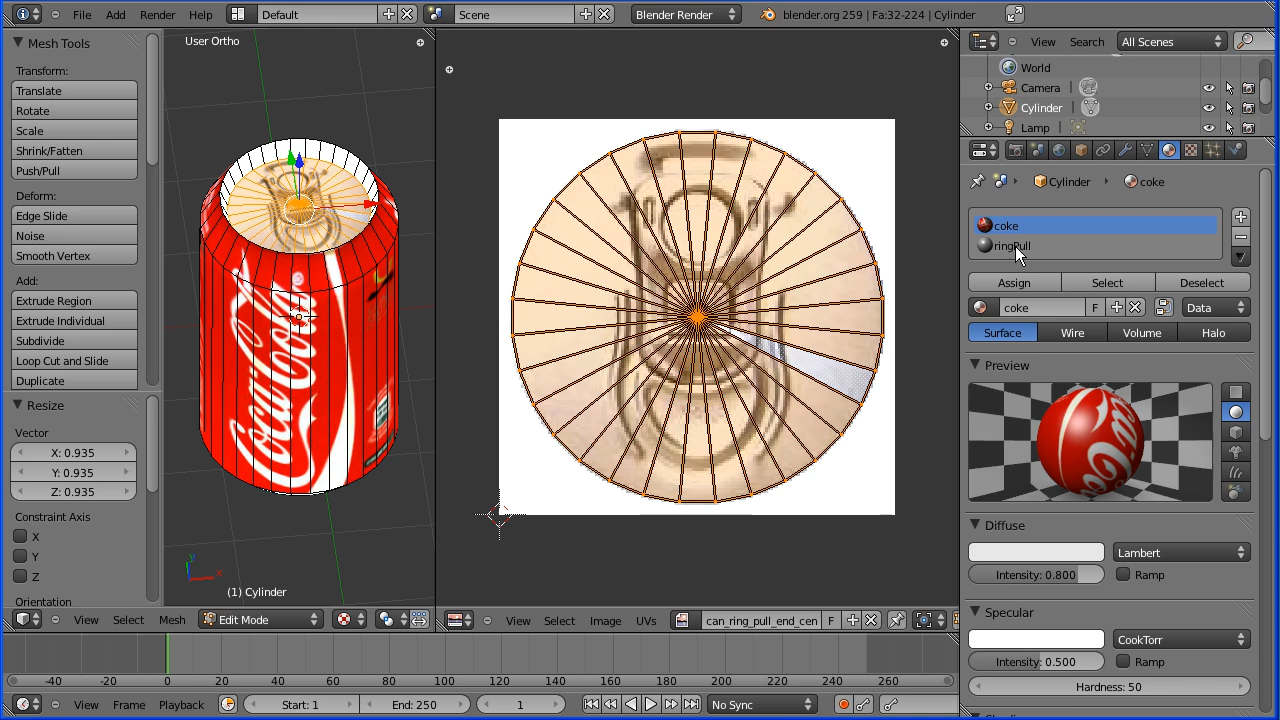 File Add Render Help Default Scene Blender Render blender.org 259 | Fa:32-224 | Cylinder
Mesh Tools
Transform:
Translate
Rotate
Scale
Shrink/Fatten
Push/Pull
Deform:
Edge Slide
Noise
Smooth Vertex
Add:
Extrude Region
Extrude Individual
Subdivide
Loop Cut and Slide
Duplicate
Resize
Vector
X: 0.935
Y: 0.935
Z: 0.935
Constraint Axis
X
Y
Z
Orientation
User Ortho
Coca-Cola
Coca-Cola
y
x
(1) Cylinder
View Select Mesh Edit Mode
View Select Image UVs can_ring_pull_end_cen F
-40 -20 0 20 40 60 80 100 120 140 160 180 200 220 240 260
View Frame Playback Start: 1 End: 250 1 No Sync
View Search All Scenes
World
Camera
Cylinder
Lamp
Cylinder coke
coke
ringPull
Assign Select Deselect
coke F Data
Surface Wire Volume Halo
Preview
Diffuse
Lambert
Intensity: 0.800 Ramp
Specular
CookTorr
Intensity: 0.500 Ramp
Hardness: 50